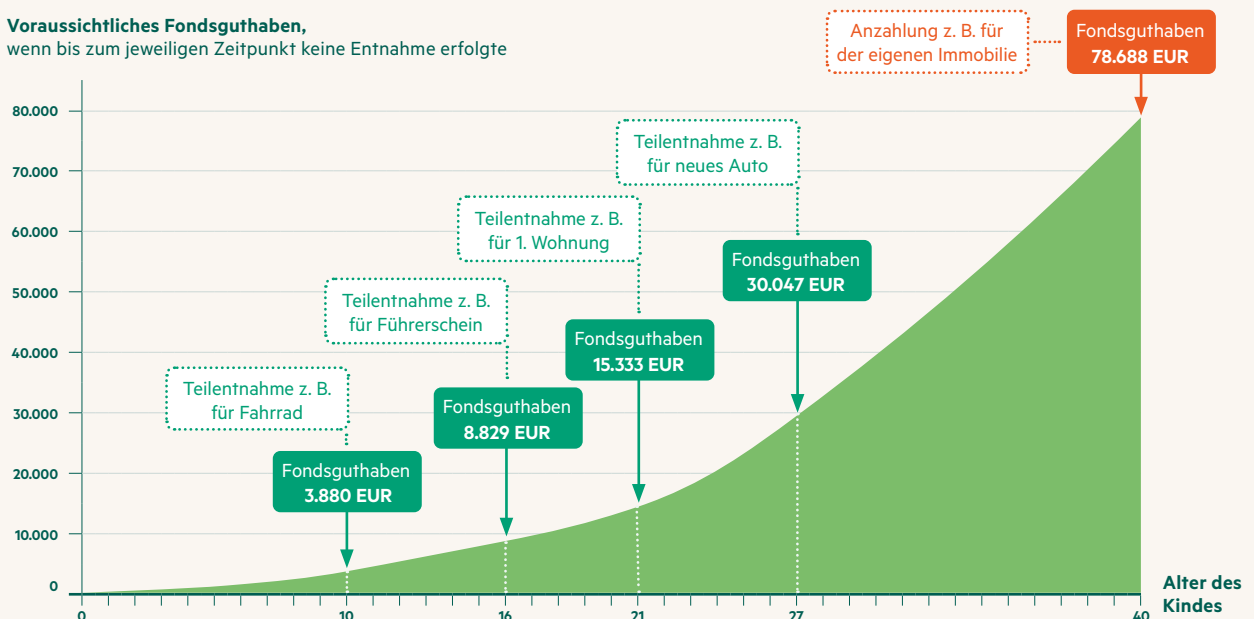 Voraussichtliches Fondsguthaben,
wenn bis zum jeweiligen Zeitpunkt keine Entnahme erfolgte
Anzahlung z. B. für
der eigenen Immobilie
Fondsguthaben
78.688 EUR
80.000
70.000
60.000
50.000
40.000
30.000
20.000
10.000
0
Teilentnahme z. B.
für neues Auto
Fondsguthaben
30.047 EUR
Teilentnahme z. B.
für 1. Wohnung
Fondsguthaben
15.333 EUR
Teilentnahme z. B.
für Führerschein
Fondsguthaben
8.829 EUR
Teilentnahme z. B.
für Fahrrad
Fondsguthaben
3.880 EUR
0
10
16
21
27
40
Alter des
Kindes